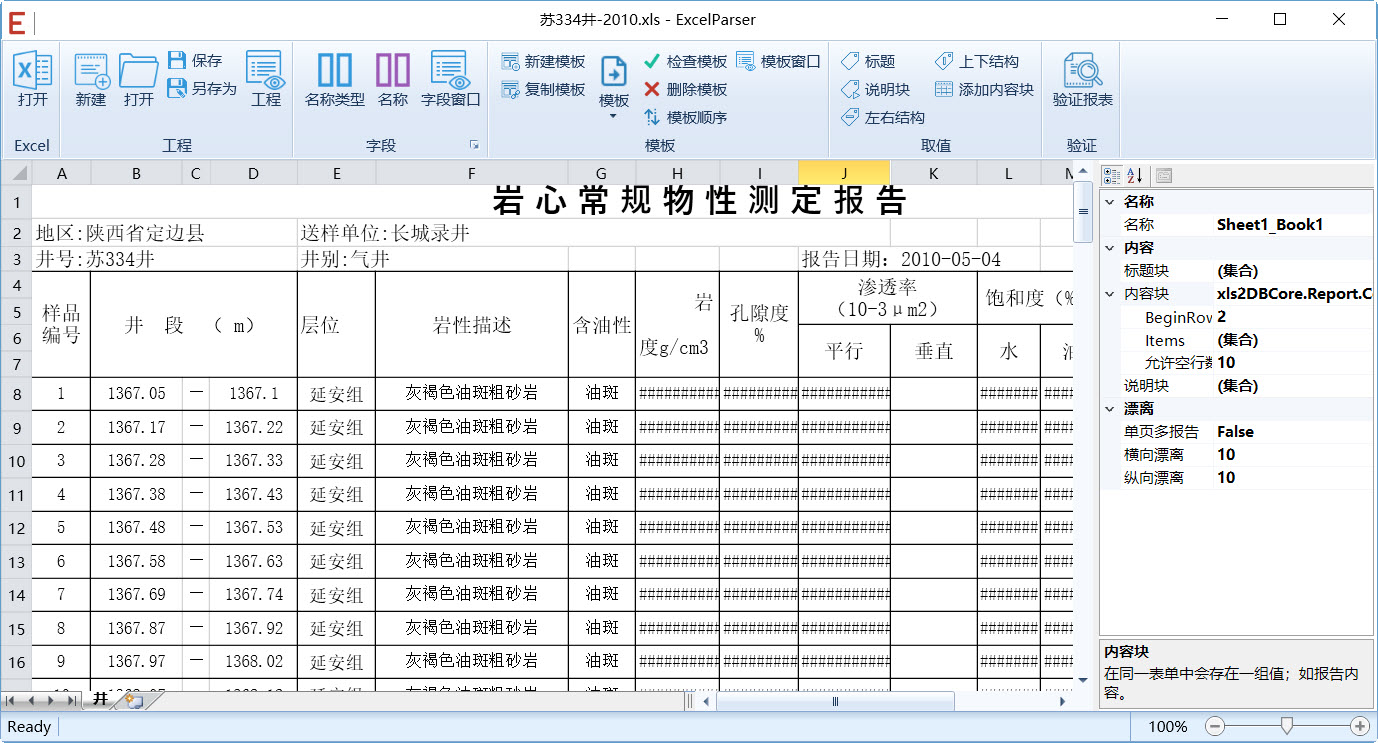 E
苏334井-2010.xls - ExcelParser
打开
新建
打开
保存
另存为
工程
名称类型
名称
字段窗口
新建模板
复制模板
模板
检查模板
删除模板
模板顺序
模板窗口
标题
说明块
左右结构
上下结构
添加内容块
验证报表
Excel 工程 字段 模板 取值 验证
A B C D E F G H I J K L M
1 岩心常规物性测定报告
2 地区:陕西省定边县 送样单位:长城录井
3 井号:苏334井 井别:气井 报告日期: 2010-05-04
4
5
6
7
样品编号 井 段 ( m) 层位 岩性描述 含油性 岩 度g/cm3 孔隙度 % 渗透率 (10-3μm2) 饱和度 (%
平行 垂直 水 油
8 1 1367.05 — 1367.1 延安组 灰褐色油斑粗砂岩 油斑 ######## ######### ########### ####### ####
9 2 1367.17 — 1367.22 延安组 灰褐色油斑粗砂岩 油斑 ######## ######### ########### ####### ####
10 3 1367.28 — 1367.33 延安组 灰褐色油斑粗砂岩 油斑 ######## ######### ########### ####### ####
11 4 1367.38 — 1367.43 延安组 灰褐色油斑粗砂岩 油斑 ######## ######### ########### ####### ####
12 5 1367.48 — 1367.53 延安组 灰褐色油斑粗砂岩 油斑 ######## ######### ########### ####### ####
13 6 1367.58 — 1367.63 延安组 灰褐色油斑粗砂岩 油斑 ######## ######### ########### ####### ####
14 7 1367.69 — 1367.74 延安组 灰褐色油斑粗砂岩 油斑 ######## ######### ########### ####### ####
15 8 1367.87 — 1367.92 延安组 灰褐色油斑粗砂岩 油斑 ######## ######### ########### ####### ####
16 9 1367.97 — 1368.02 延安组 灰褐色油斑粗砂岩 油斑 ######## ######### ########### ####### ####
井
名称
名称 Sheet1_Book1
内容
标题块 (集合)
内容块 xls2DBCore.Report.C
BeginRow 2
Items (集合)
允许空行数 10
说明块 (集合)
漂离
单页多报告 False
横向漂离 10
纵向漂离 10
内容块
在同一表单中会存在一组值；如报告内
容。
Ready
100%